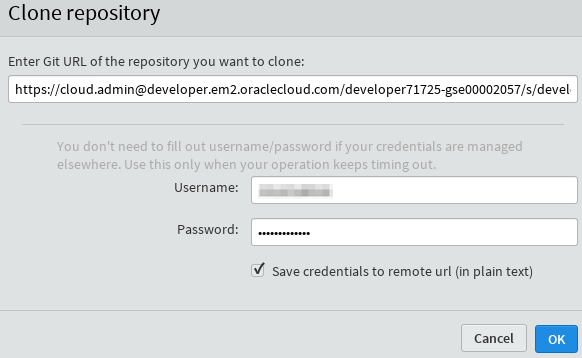 Clone repository
Enter Git URL of the repository you want to clone:
https://cloud.admin@developer.em2.oraclecloud.com/developer71725-gse00002057/s/devel
You don't need to fill out username/password if your credentials are managed
elsewhere. Use this only when your operation keeps timing out.
Username:
Password: •••••••••••••
Save credentials to remote url (in plain text)
Cancel OK